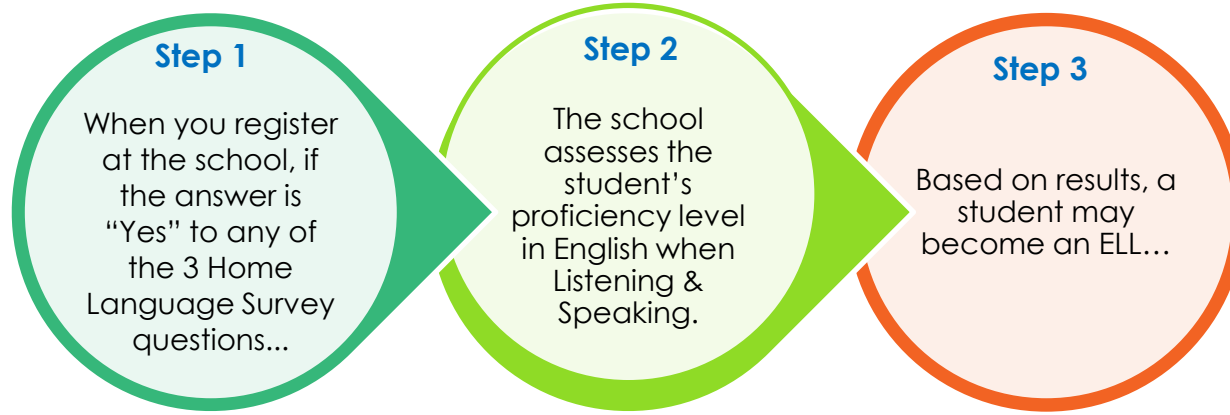 Step 1
When you register
at the school, if
the answer is
“Yes” to any of
the 3 Home
Language Survey
questions...
Step 2
The school
assesses the
student’s
proficiency level
in English when
Listening &
Speaking.
Step 3
Based on results, a
student may
become an ELL…